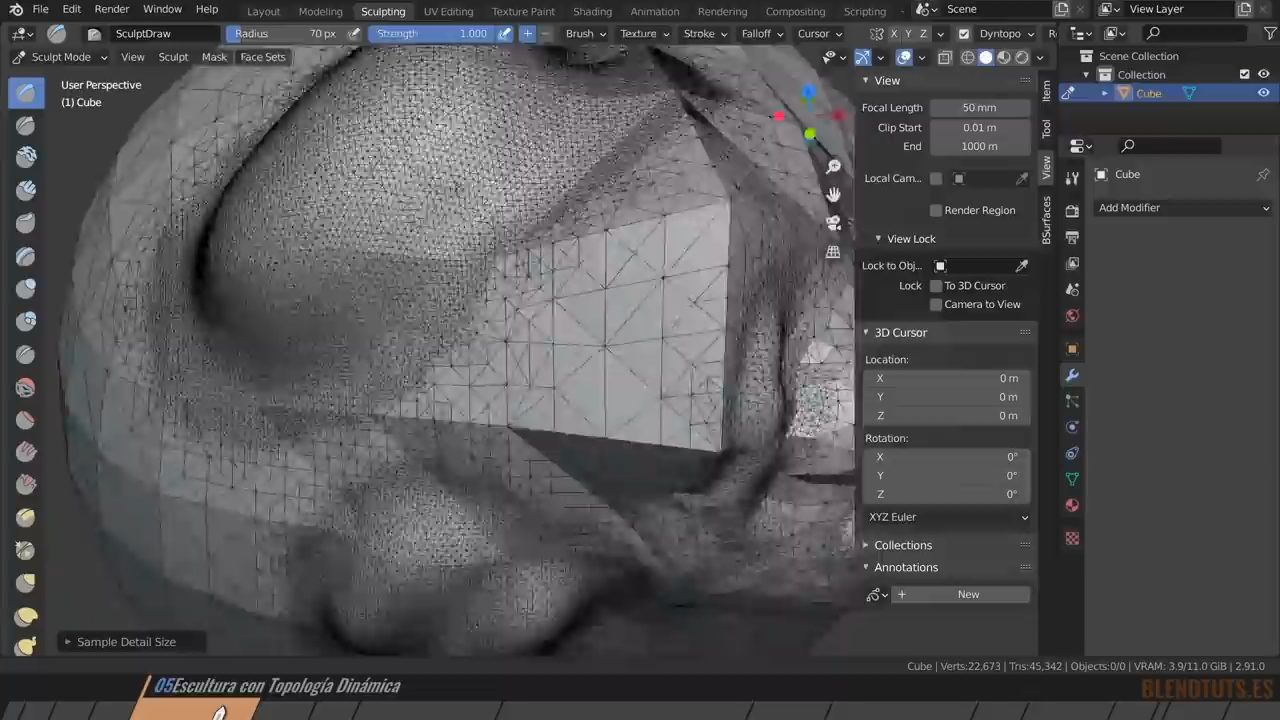 File Edit Render Window Help Layout Modeling Sculpting UV Editing Texture Paint Shading Animation Rendering Compositing Scripting Scene View Layer
SculptDraw Radius 70 px Strength 1.000 + − Brush Texture Stroke Falloff Cursor X Y Z Dyntopo
Sculpt Mode View Sculpt Mask Face Sets
Scene Collection
Collection
Cube
User Perspective
(1) Cube
View
Focal Length 50 mm
Clip Start 0.01 m
End 1000 m
Local Cam...
Render Region
View Lock
Lock to Obj...
Lock To 3D Cursor
Camera to View
3D Cursor
Location:
X 0 m
Y 0 m
Z 0 m
Rotation:
X 0°
Y 0°
Z 0°
XYZ Euler
Collections
Annotations
+ New
Item
Tool
View
BSurfaces
Cube
Add Modifier
Sample Detail Size
Cube | Verts:22,673 | Tris:45,342 | Objects:0/0 | VRAM: 3.9/11.0 GiB | 2.91.0
05Escultura con Topología Dinámica
BLENDTUTS.ES